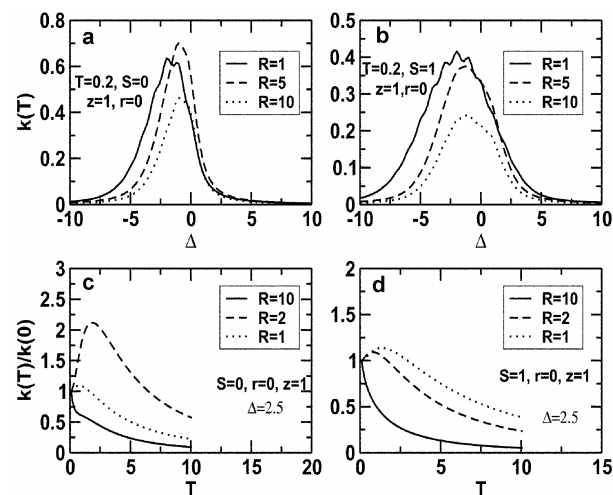 a
0.8
0.6
0.4
0.2
0
k(T)
T=0.2, S=0
z=1, r=0
R=1
R=5
R=10
-10 -5 0 5 10
Δ
b
0.5
0.4
0.3
0.2
0.1
0
T=0.2, S=1
z=1,r=0
R=1
R=5
R=10
-10 -5 0 5 10
Δ
c
3
2.5
2
1.5
1
0.5
0
k(T)/k(0)
R=10
R=2
R=1
S=0, r=0, z=1
Δ=2.5
0 5 10 15 20
T
d
2
1.5
1
0.5
0
R=10
R=2
R=1
S=1, r=0, z=1
Δ=2.5
0 5 10 15
T